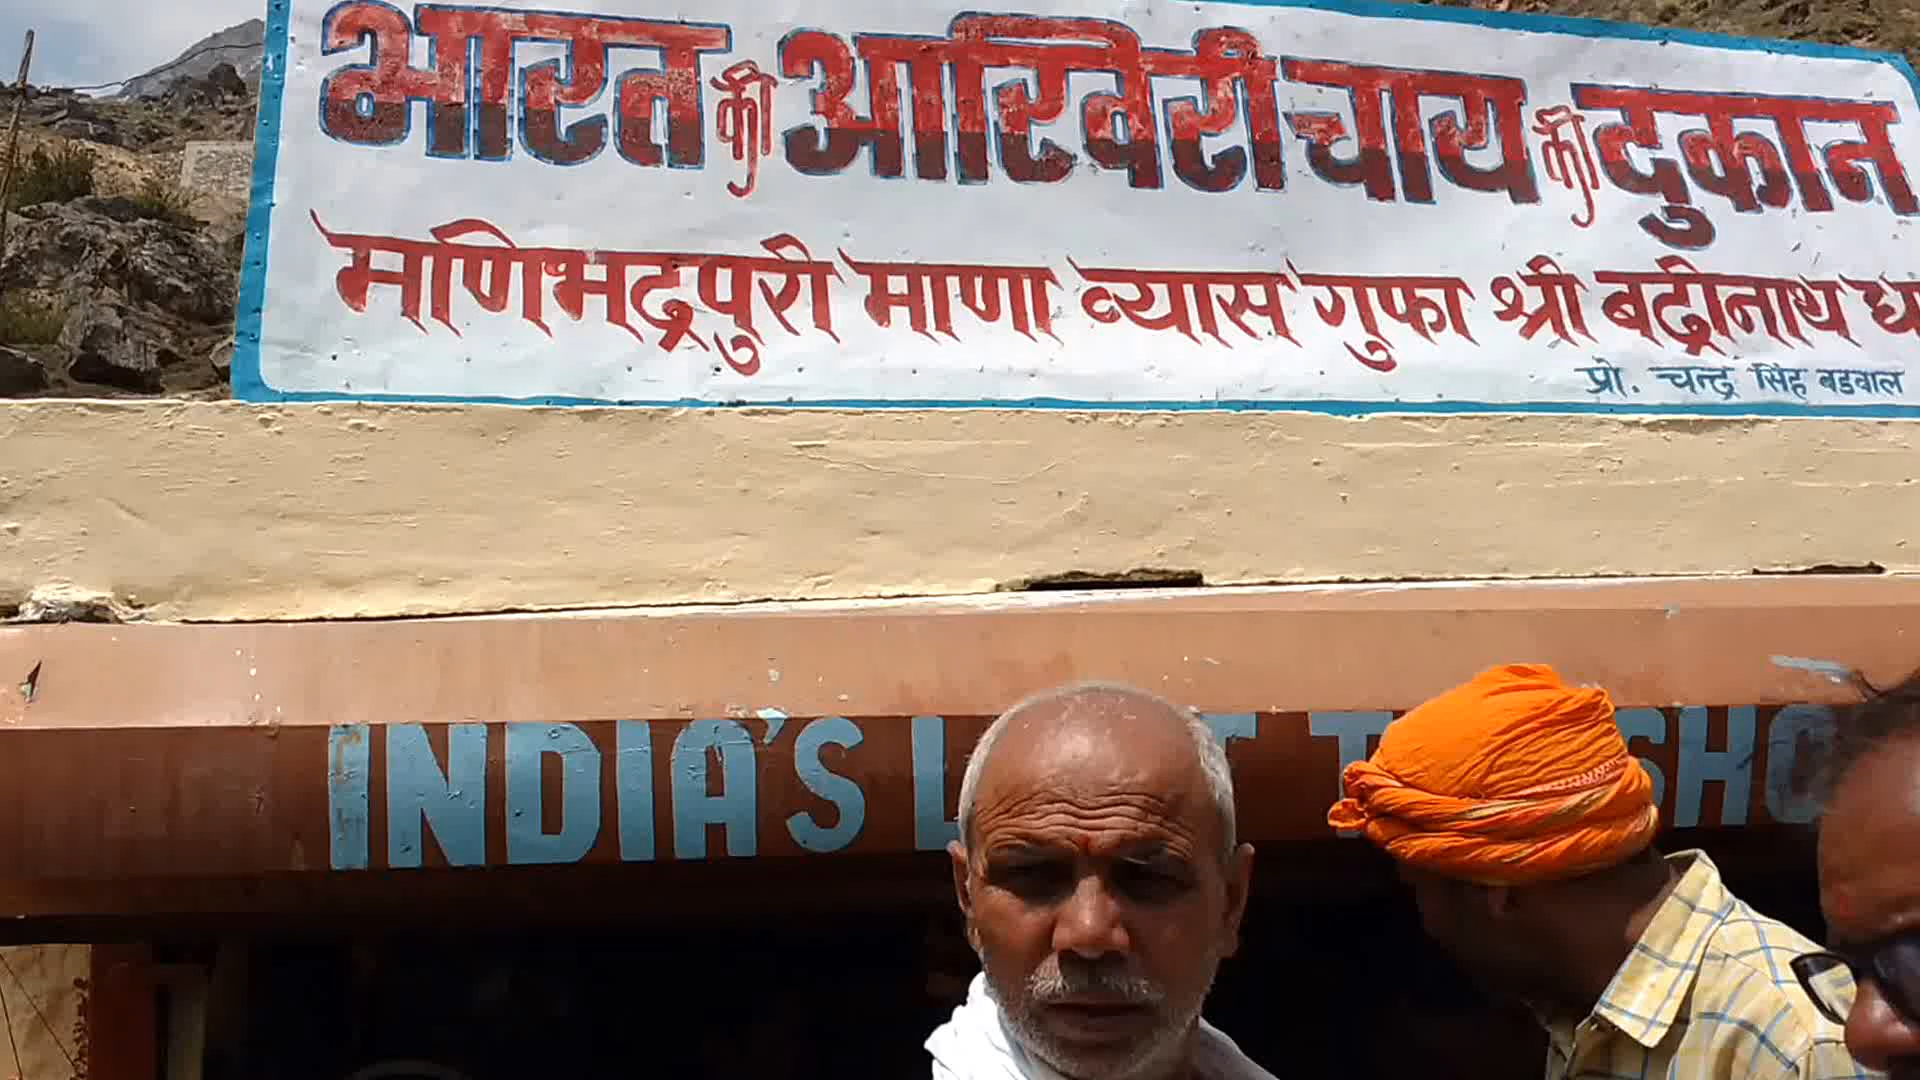 भारत की आखिरी चाय की दुकान
मणिभद्रपुरी माणा व्यास गुफा श्री बद्रीनाथ
प्रो. चन्द्र सिंह बडवाल
INDIA'S